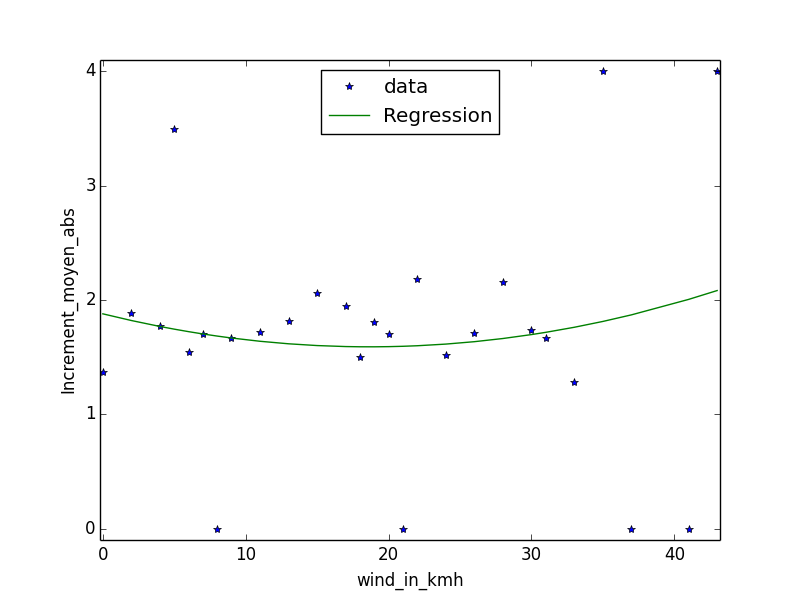 data
Regression
4
3
2
1
0
Increment_moyen_abs
0 10 20 30 40
wind_in_kmh